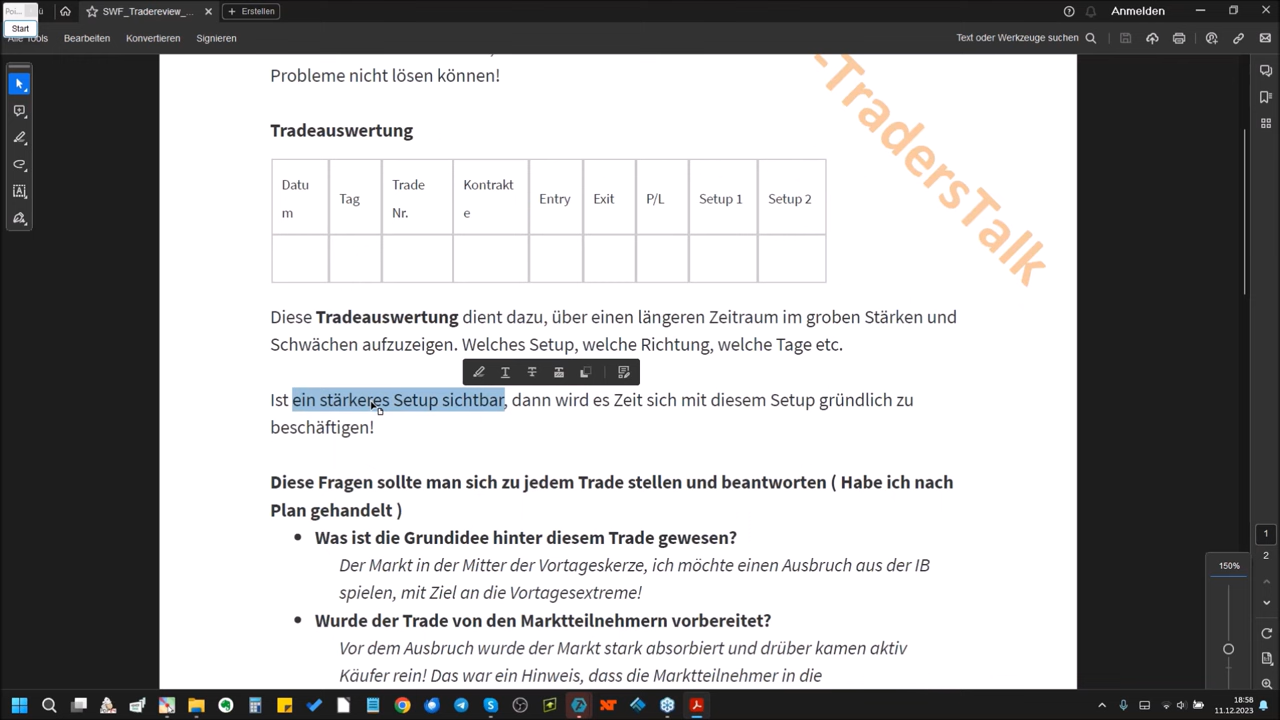 Poi...
SWF_Tradereview_...
Erstellen
Anmelden
Start
Alle Tools
Bearbeiten
Konvertieren
Signieren
Text oder Werkzeuge suchen
Probleme nicht lösen können!
TradersTalk
Tradeauswertung
Datu
m
Tag
Trade
Nr.
Kontrakt
e
Entry
Exit
P/L
Setup 1
Setup 2
Diese Tradeauswertung dient dazu, über einen längeren Zeitraum im groben Stärken und
Schwächen aufzuzeigen. Welches Setup, welche Richtung, welche Tage etc.
Ist ein stärkeres Setup sichtbar, dann wird es Zeit sich mit diesem Setup gründlich zu
beschäftigen!
Diese Fragen sollte man sich zu jedem Trade stellen und beantworten ( Habe ich nach
Plan gehandelt )
• Was ist die Grundidee hinter diesem Trade gewesen?
Der Markt in der Mitter der Vortageskerze, ich möchte einen Ausbruch aus der IB
spielen, mit Ziel an die Vortagesextreme!
• Wurde der Trade von den Marktteilnehmern vorbereitet?
Vor dem Ausbruch wurde der Markt stark absorbiert und drüber kamen aktiv
Käufer rein! Das war ein Hinweis, dass die Marktteilnehmer in die
1
2
150%
18:58
11.12.2023